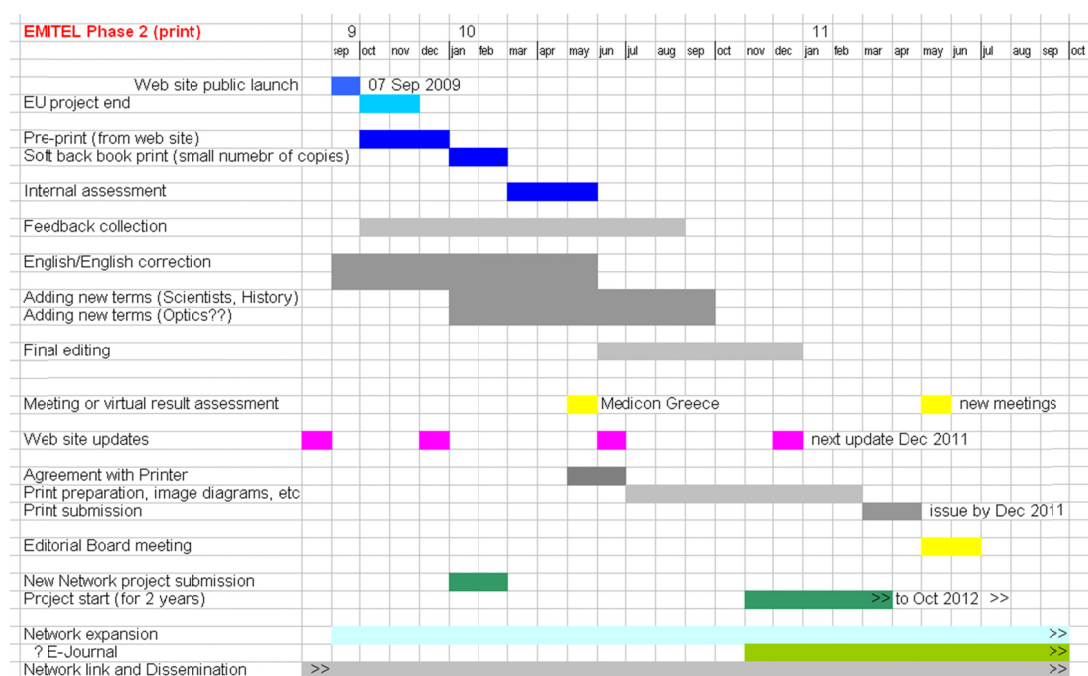 EMITEL Phase 2 (print) 9 10 11
sep oct nov dec jan feb mar apr may jun jul aug sep oct nov dec jan feb mar apr may jun jul aug sep oct
Web site public launch 07 Sep 2009
EU project end
Pre-print (from web site)
Soft back book print (small numebr of copies)
Internal assessment
Feedback collection
English/English correction
Adding new terms (Scientists, History)
Adding new terms (Optics??)
Final editing
Meeting or virtual result assessment Medicon Greece new meetings
Web site updates next update Dec 2011
Agreement with Printer
Print preparation, image diagrams, etc
Print submission issue by Dec 2011
Editorial Board meeting
New Network project submission
Project start (for 2 years) >> to Oct 2012 >>
Network expansion >>
? E-Journal >>
Network link and Dissemination >> >>